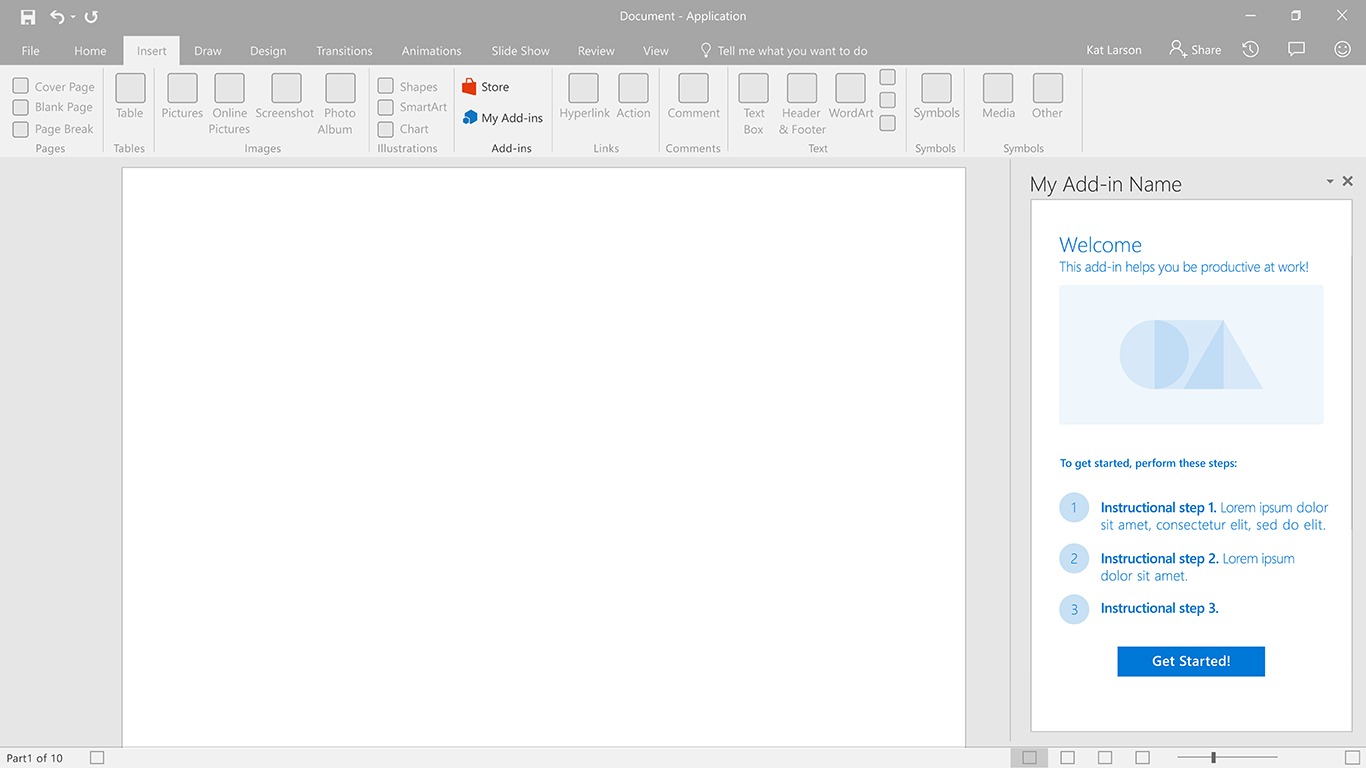 Document - Application
File Home Insert Draw Design Transitions Animations Slide Show Review View Tell me what you want to do Kat Larson Share
Cover Page
Blank Page
Page Break
Pages
Table
Tables
Pictures
Online
Pictures
Screenshot
Photo
Album
Images
Shapes
SmartArt
Chart
Illustrations
Store
My Add-ins
Add-ins
Hyperlink
Action
Links
Comment
Comments
Text
Box
Header
& Footer
WordArt
Text
Symbols
Symbols
Media
Other
Symbols
My Add-in Name
Welcome
This add-in helps you be productive at work!
To get started, perform these steps:
1 Instructional step 1. Lorem ipsum dolor
sit amet, consectetur elit, sed do elit.
2 Instructional step 2. Lorem ipsum
dolor sit amet.
3 Instructional step 3.
Get Started!
Part1 of 10